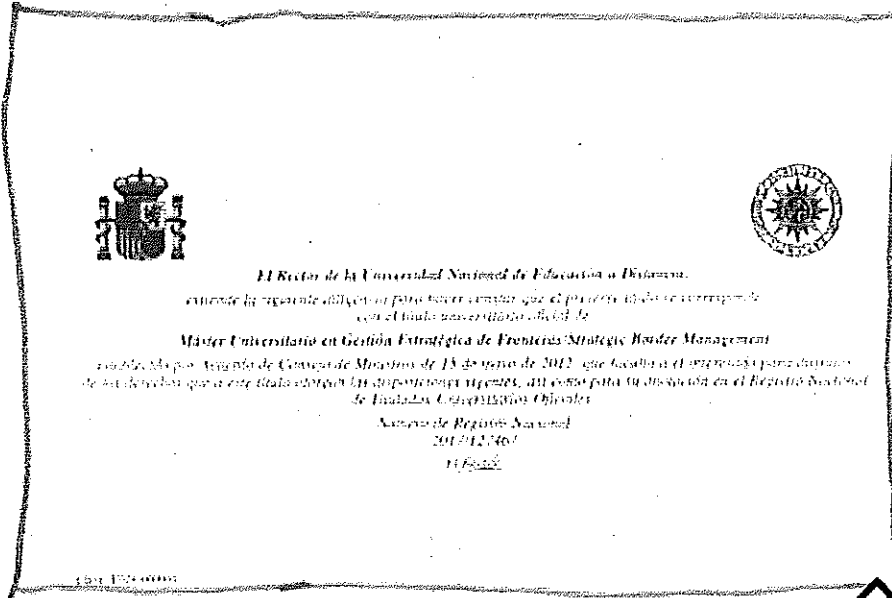 El Rector de la Universidad Nacional de Educación a Distancia,
extiende la siguiente diligencia para hacer constar que el presente título se corresponde
con el título universitario oficial de
Máster Universitario en Gestión Estratégica de Fronteras/Strategic Border Management
establecido por Acuerdo de Consejo de Ministros de 15 de 2012, que faculta a el interesado para disfrutar
de los derechos que a este título otorgan las disposiciones vigentes, así como para su anotación en el Registro Nacional
de Titulados Universitarios Oficiales
Número de Registro Nacional